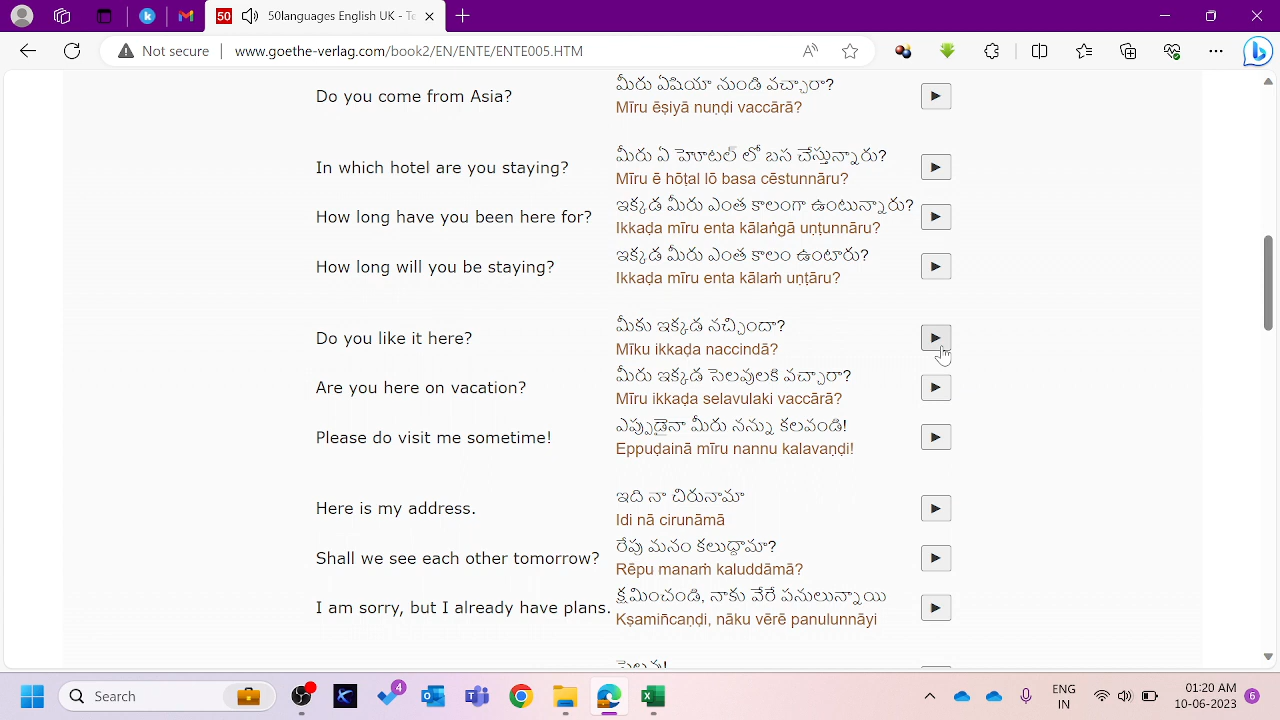 50languages English UK - Te
Not secure
www.goethe-verlag.com/book2/EN/ENTE/ENTE005.HTM
Do you come from Asia?
మీరు ఏషియా నుండి వచ్చారా?
Mīru ēṣiyā nuṇḍi vaccārā?
In which hotel are you staying?
మీరు ఏ హొటల్ లో బస చేస్తున్నారు?
Mīru ē hōṭal lō basa cēstunnāru?
How long have you been here for?
ఇక్కడ మీరు ఎంత కాలంగా ఉంటున్నారు?
Ikkaḍa mīru enta kālaṅgā uṇṭunnāru?
How long will you be staying?
ఇక్కడ మీరు ఎంత కాలం ఉంటారు?
Ikkaḍa mīru enta kālaṁ uṇṭāru?
Do you like it here?
మీకు ఇక్కడ నచ్చిందా?
Mīku ikkaḍa naccindā?
Are you here on vacation?
మీరు ఇక్కడ సెలవులకి వచ్చారా?
Mīru ikkaḍa selavulaki vaccārā?
Please do visit me sometime!
ఎప్పుడైనా మీరు నన్ను కలవండి!
Eppuḍainā mīru nannu kalavaṇḍi!
Here is my address.
ఇది నా చిరునామా
Idi nā cirunāmā
Shall we see each other tomorrow?
రేపు మనం కలుద్దామా?
Rēpu manaṁ kaluddāmā?
I am sorry, but I already have plans.
క్షమించండి, నాకు వేరే పనులున్నాయి
Kṣamin̄caṇḍi, nāku vērē panulunnāyi
సెలవు!
Search
4
ENG
IN
01:20 AM
10-06-2023
6